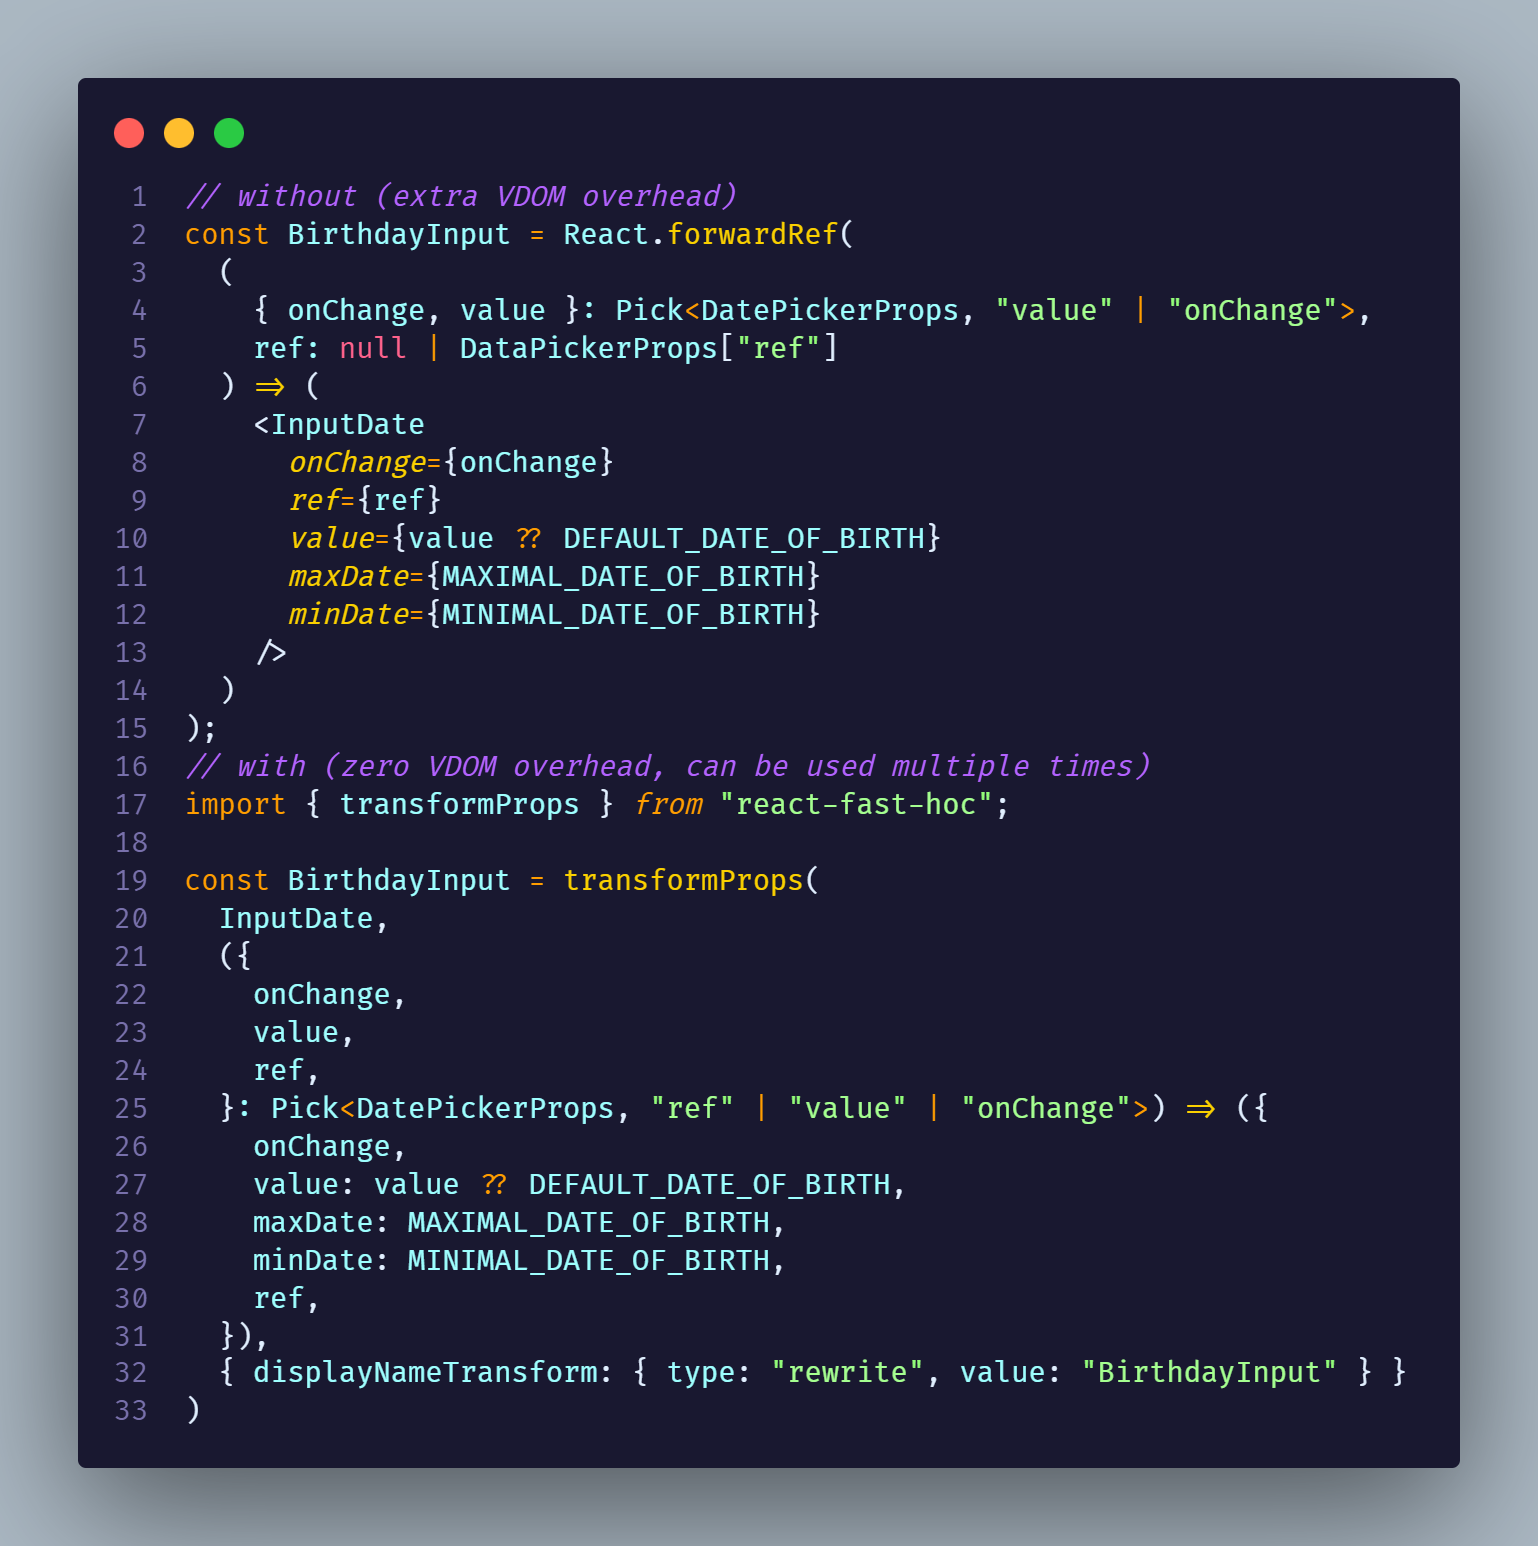 1 // without (extra VDOM overhead)
2 const BirthdayInput = React.forwardRef(
3   (
4     { onChange, value }: Pick<DatePickerProps, "value" | "onChange">,
5     ref: null | DataPickerProps["ref"]
6   ) => (
7     <InputDate
8       onChange={onChange}
9       ref={ref}
10       value={value ?? DEFAULT_DATE_OF_BIRTH}
11       maxDate={MAXIMAL_DATE_OF_BIRTH}
12       minDate={MINIMAL_DATE_OF_BIRTH}
13     />
14   )
15 );
16 // with (zero VDOM overhead, can be used multiple times)
17 import { transformProps } from "react-fast-hoc";
18
19 const BirthdayInput = transformProps(
20   InputDate,
21   ({
22     onChange,
23     value,
24     ref,
25   }: Pick<DatePickerProps, "ref" | "value" | "onChange">) => ({
26     onChange,
27     value: value ?? DEFAULT_DATE_OF_BIRTH,
28     maxDate: MAXIMAL_DATE_OF_BIRTH,
29     minDate: MINIMAL_DATE_OF_BIRTH,
30     ref,
31   }),
32   { displayNameTransform: { type: "rewrite", value: "BirthdayInput" } }
33 )